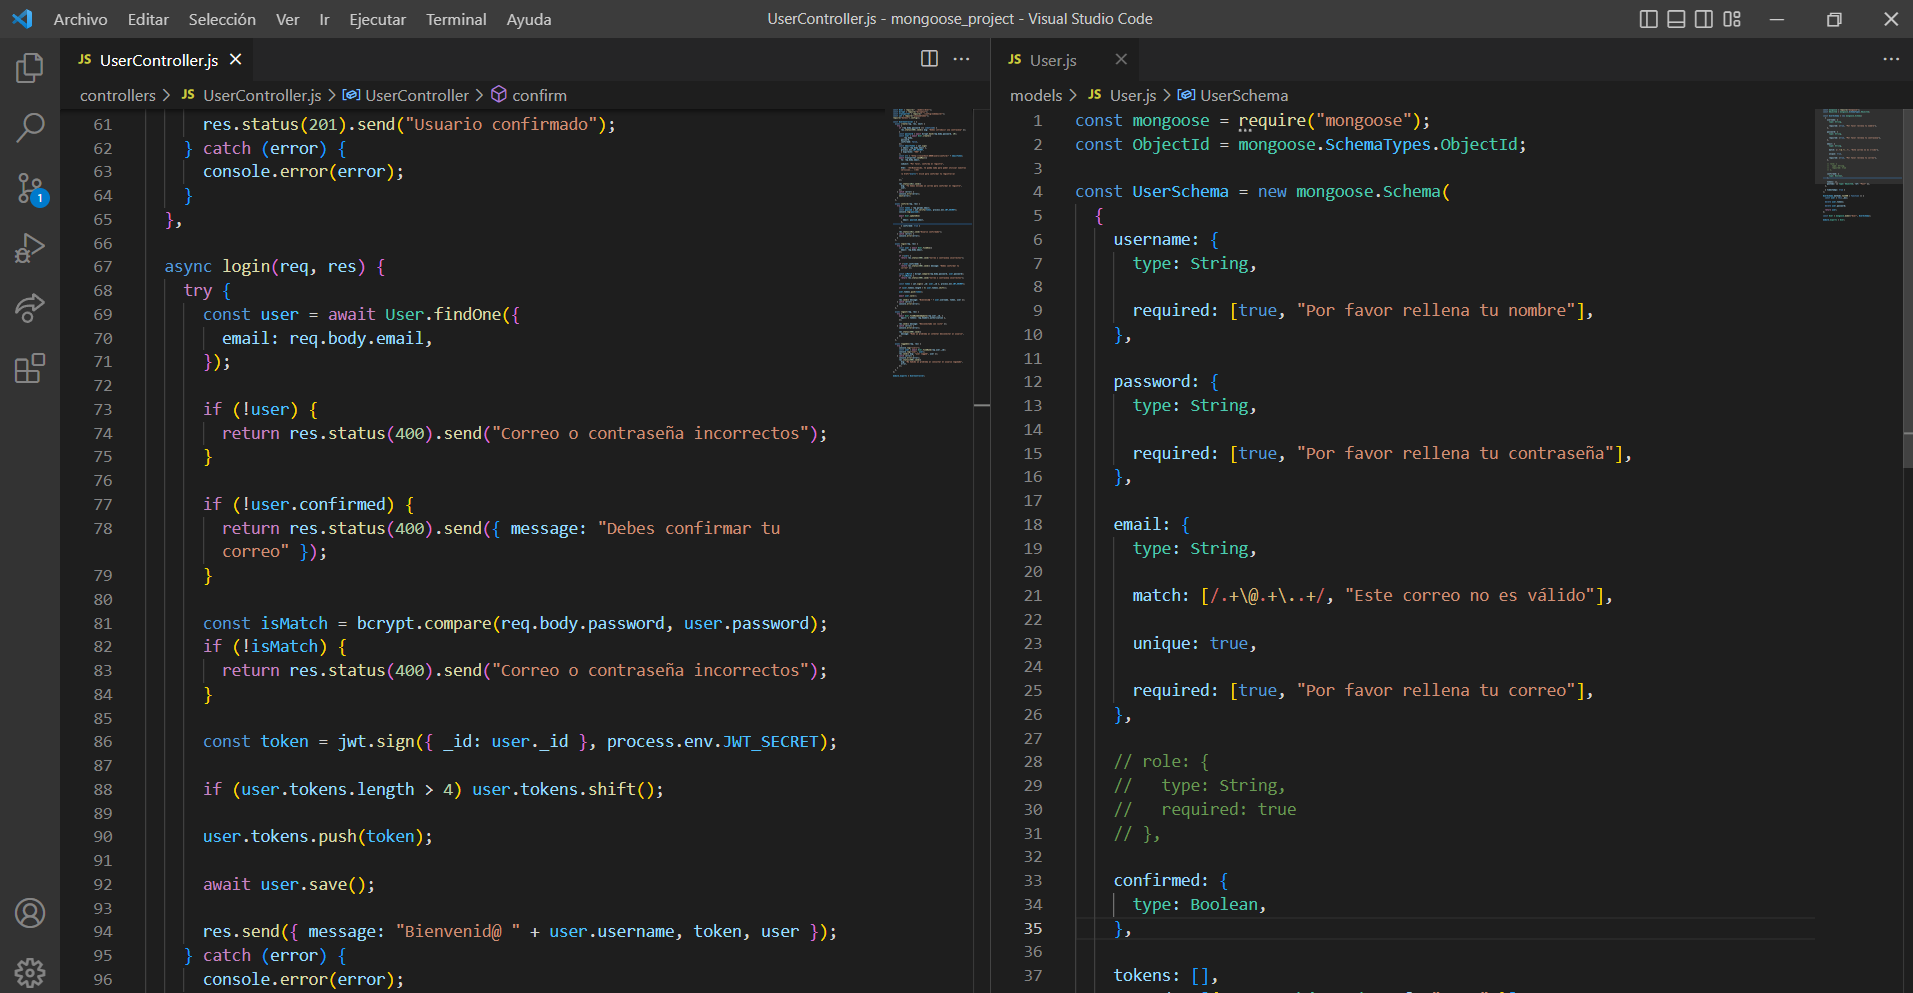 Archivo Editar Selección Ver Ir Ejecutar Terminal Ayuda
UserController.js - mongoose_project - Visual Studio Code
JS UserController.js
controllers > JS UserController.js > UserController > confirm
61 res.status(201).send("Usuario confirmado");
62 } catch (error) {
63 console.error(error);
64 }
65 },
66
67 async login(req, res) {
68 try {
69 const user = await User.findOne({
70 email: req.body.email,
71 });
72
73 if (!user) {
74 return res.status(400).send("Correo o contraseña incorrectos");
75 }
76
77 if (!user.confirmed) {
78 return res.status(400).send({ message: "Debes confirmar tu
correo" });
79 }
80
81 const isMatch = bcrypt.compare(req.body.password, user.password);
82 if (!isMatch) {
83 return res.status(400).send("Correo o contraseña incorrectos");
84 }
85
86 const token = jwt.sign({ _id: user._id }, process.env.JWT_SECRET);
87
88 if (user.tokens.length > 4) user.tokens.shift();
89
90 user.tokens.push(token);
91
92 await user.save();
93
94 res.send({ message: "Bienvenid@ " + user.username, token, user });
95 } catch (error) {
96 console.error(error);
1
JS User.js
models > JS User.js > UserSchema
1 const mongoose = require("mongoose");
2 const ObjectId = mongoose.SchemaTypes.ObjectId;
3
4 const UserSchema = new mongoose.Schema(
5 {
6 username: {
7 type: String,
8
9 required: [true, "Por favor rellena tu nombre"],
10 },
11
12 password: {
13 type: String,
14
15 required: [true, "Por favor rellena tu contraseña"],
16 },
17
18 email: {
19 type: String,
20
21 match: [/.+\@.+\..+/, "Este correo no es válido"],
22
23 unique: true,
24
25 required: [true, "Por favor rellena tu correo"],
26 },
27
28 // role: {
29 // type: String,
30 // required: true
31 // },
32
33 confirmed: {
34 type: Boolean,
35 },
36
37 tokens: [],